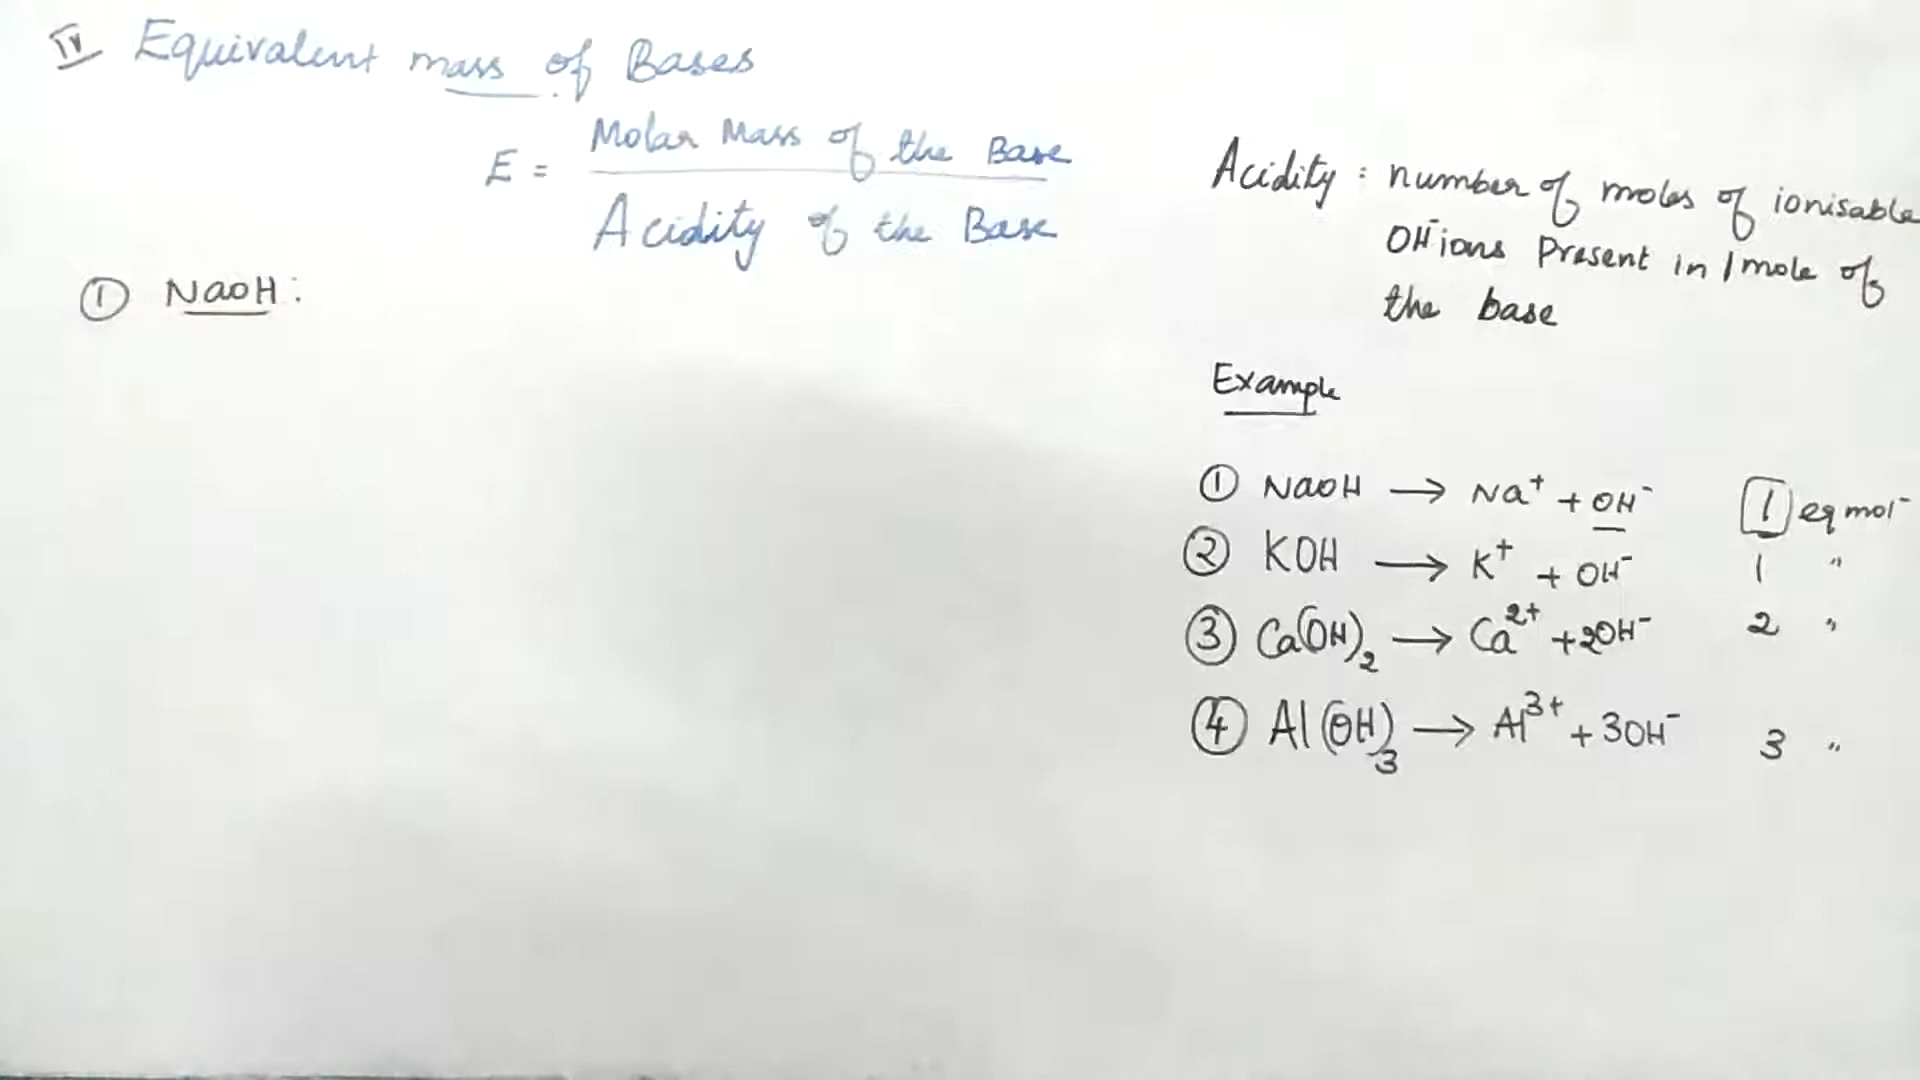 IV Equivalent mass of Bases
E = Molar Mass of the Base
Acidity of the Base
① NaOH:
Acidity : number of moles of ionisable
OH⁻ ions Present in 1 mole of
the base
Example
① NaOH → Na⁺ + OH⁻ 1 eq mol⁻
② KOH → K⁺ + OH⁻ 1 "
③ Ca(OH)₂ → Ca²⁺ + 2OH⁻ 2 "
④ Al(OH)₃ → Al³⁺ + 3OH⁻ 3 "